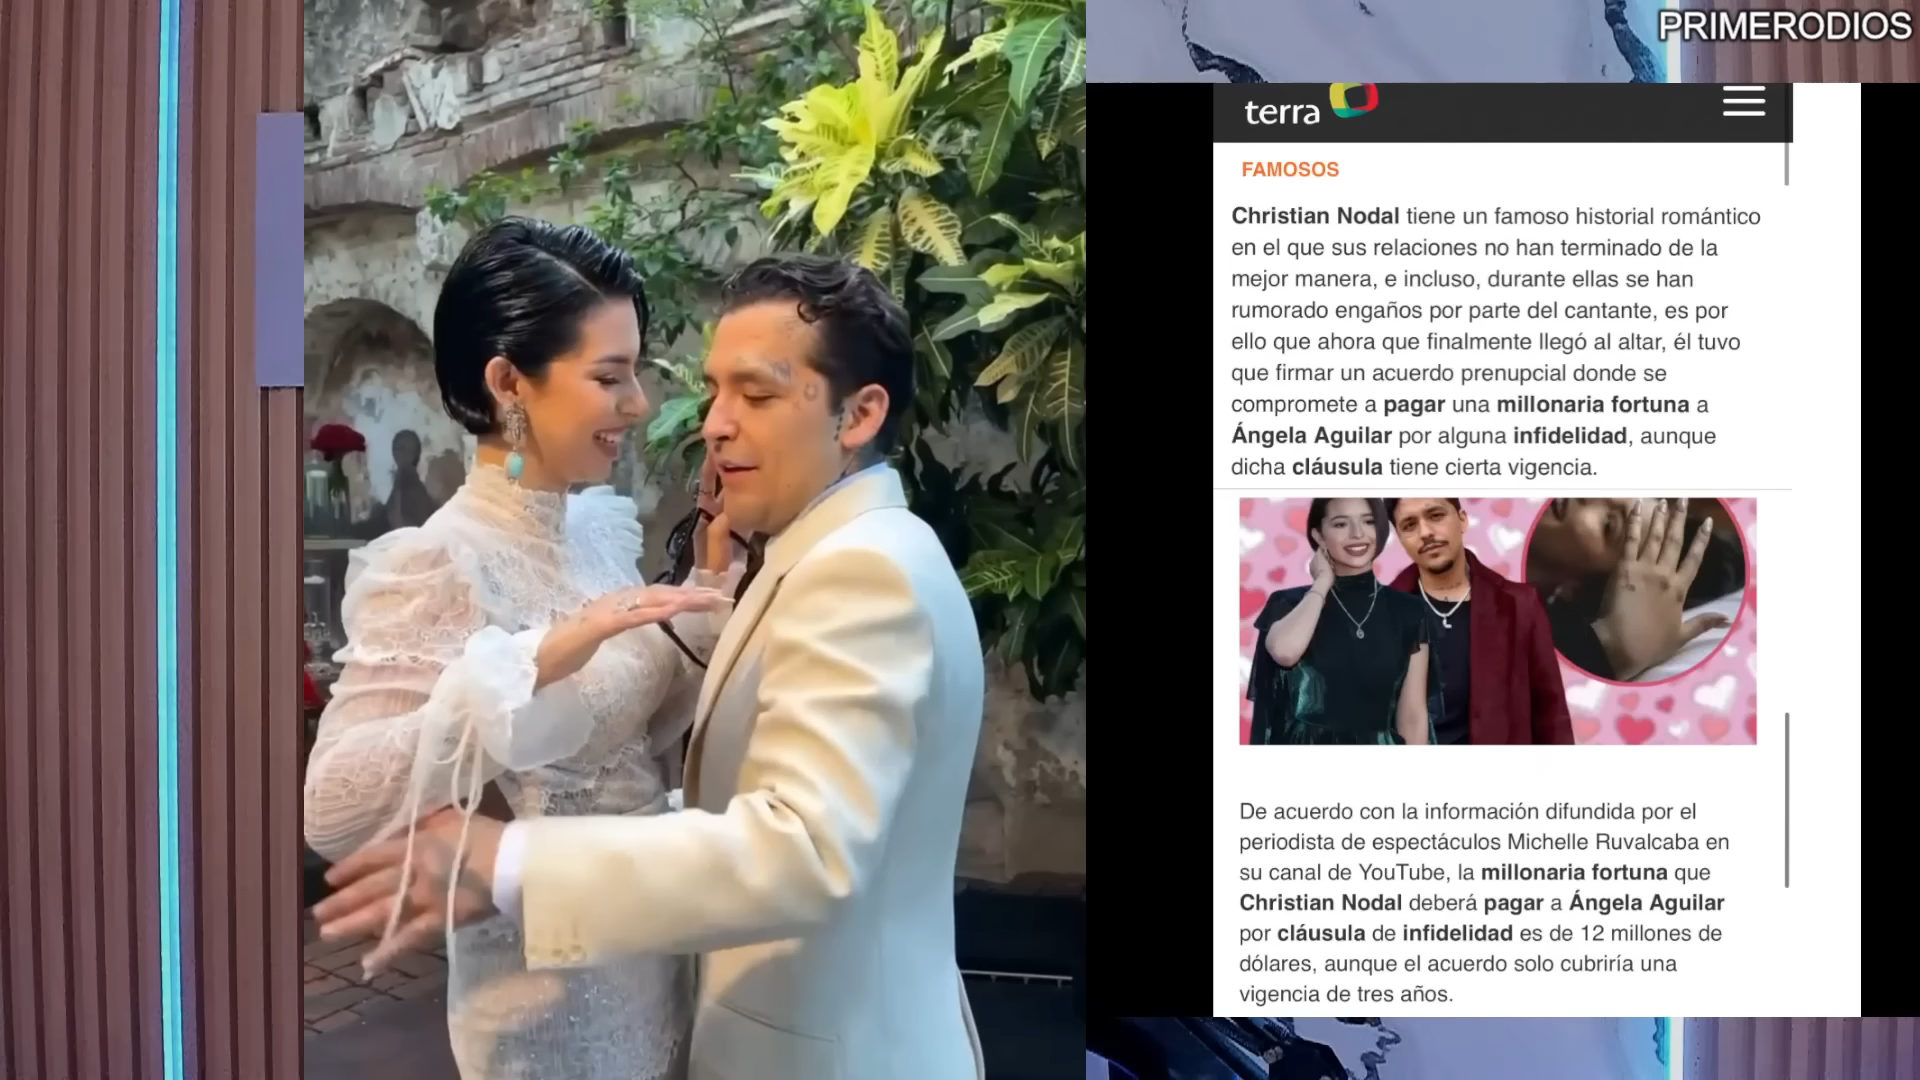 PRIMERODIOS
terra
FAMOSOS
Christian Nodal tiene un famoso historial romántico
en el que sus relaciones no han terminado de la
mejor manera, e incluso, durante ellas se han
rumorado engaños por parte del cantante, es por
ello que ahora que finalmente llegó al altar, él tuvo
que firmar un acuerdo prenupcial donde se
compromete a pagar una millonaria fortuna a
Ángela Aguilar por alguna infidelidad, aunque
dicha cláusula tiene cierta vigencia.
De acuerdo con la información difundida por el
periodista de espectáculos Michelle Ruvalcaba en
su canal de YouTube, la millonaria fortuna que
Christian Nodal deberá pagar a Ángela Aguilar
por cláusula de infidelidad es de 12 millones de
dólares, aunque el acuerdo solo cubriría una
vigencia de tres años.